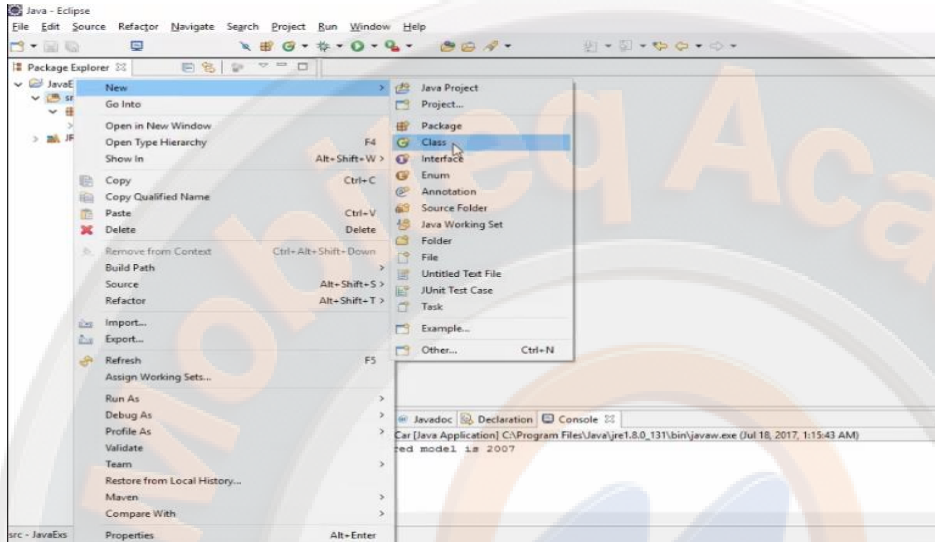 Java - Eclipse
File Edit Source Refactor Navigate Search Project Run Window Help
Package Explorer
New
Go Into
Open in New Window
Open Type Hierarchy F4
Show In Alt+Shift+W >
Copy Ctrl+C
Copy Qualified Name
Paste Ctrl+V
Delete Delete
Remove from Context Ctrl+Alt+Shift+Down
Build Path >
Source Alt+Shift+S >
Refactor Alt+Shift+T >
Import...
Export...
Refresh F5
Assign Working Sets...
Run As >
Debug As >
Profile As >
Validate
Team >
Restore from Local History...
Maven >
Compare With >
Properties Alt+Enter
Java Project
Project...
Package
Class
Interface
Enum
Annotation
Source Folder
Java Working Set
Folder
File
Untitled Text File
JUnit Test Case
Task
Example...
Other... Ctrl+N
Javadoc Declaration Console
Car [Java Application] C:\Program Files\Java\jre1.8.0_131\bin\javaw.exe (Jul 18, 2017, 1:15:43 AM)
red model is 2007
src - JavaExs
Mobireq Aca